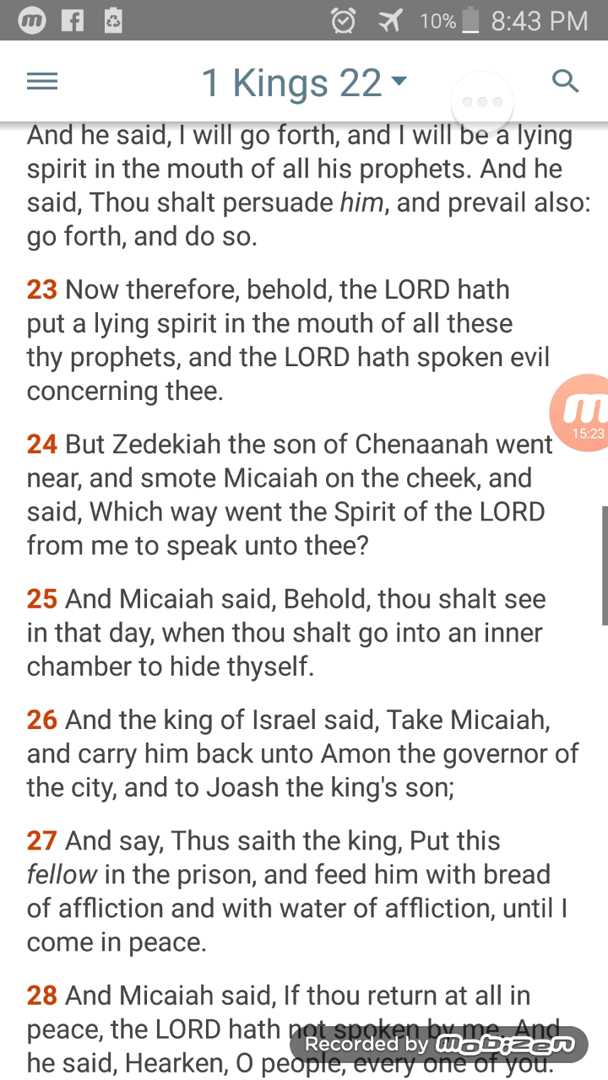 10% 8:43 PM
1 Kings 22
And he said, I will go forth, and I will be a lying
spirit in the mouth of all his prophets. And he
said, Thou shalt persuade him, and prevail also:
go forth, and do so.
23 Now therefore, behold, the LORD hath
put a lying spirit in the mouth of all these
thy prophets, and the LORD hath spoken evil
concerning thee.
15:23
24 But Zedekiah the son of Chenaanah went
near, and smote Micaiah on the cheek, and
said, Which way went the Spirit of the LORD
from me to speak unto thee?
25 And Micaiah said, Behold, thou shalt see
in that day, when thou shalt go into an inner
chamber to hide thyself.
26 And the king of Israel said, Take Micaiah,
and carry him back unto Amon the governor of
the city, and to Joash the king's son;
27 And say, Thus saith the king, Put this
fellow in the prison, and feed him with bread
of affliction and with water of affliction, until I
come in peace.
28 And Micaiah said, If thou return at all in
peace, the LORD hath not spoken by me. And
he said, Hearken, O people, every one of you.
Recorded by mobizen